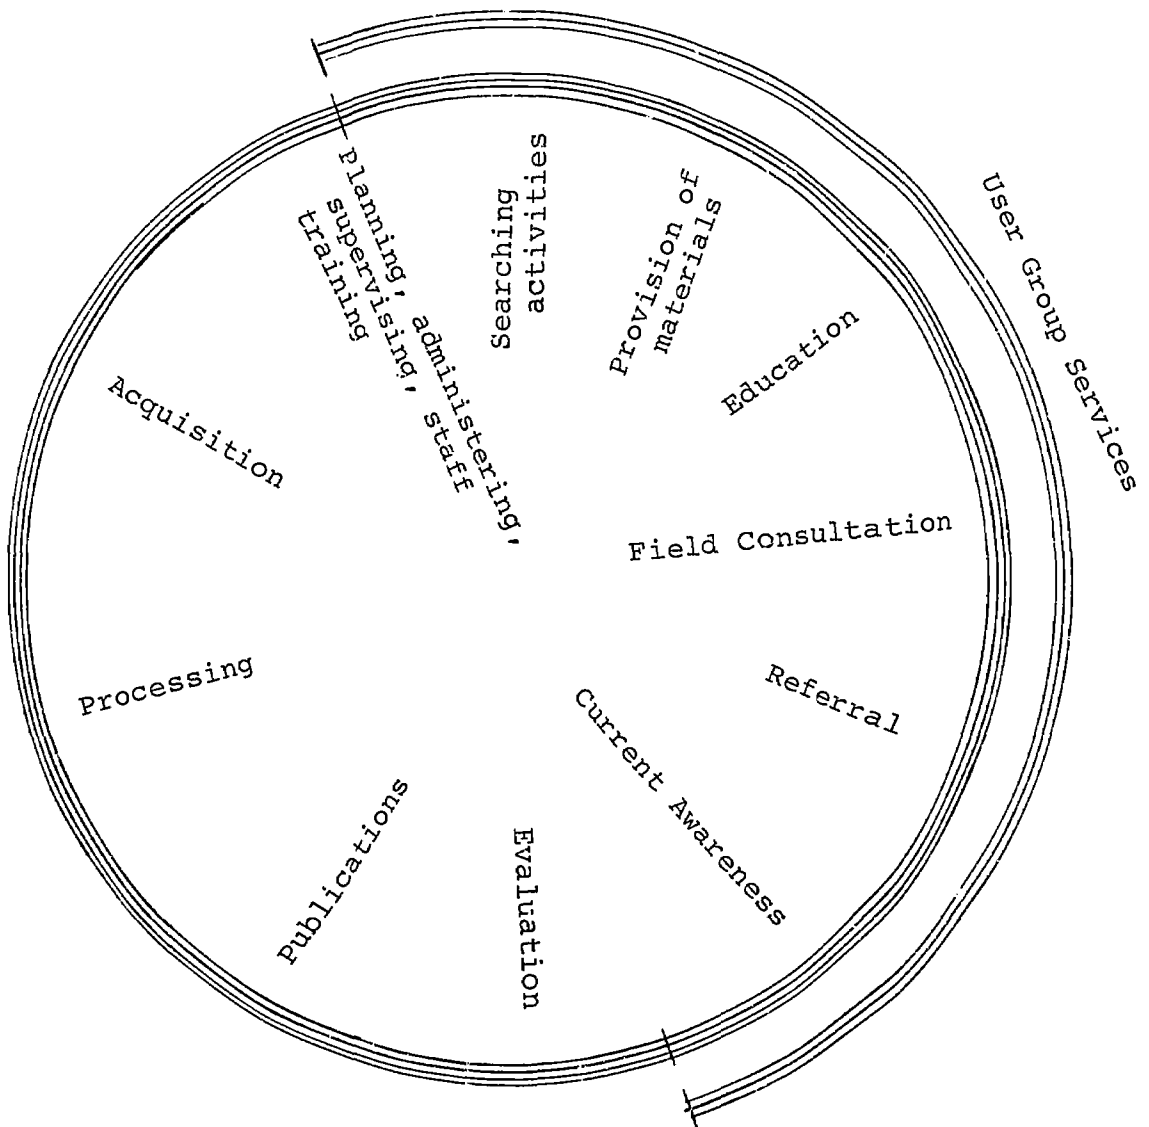 Planning, administering,
supervising, staff
training
Searching
activities
Provision of
materials
Education
Field Consultation
Referral
Current Awareness
Evaluation
Publications
Processing
Acquisition
User Group Services